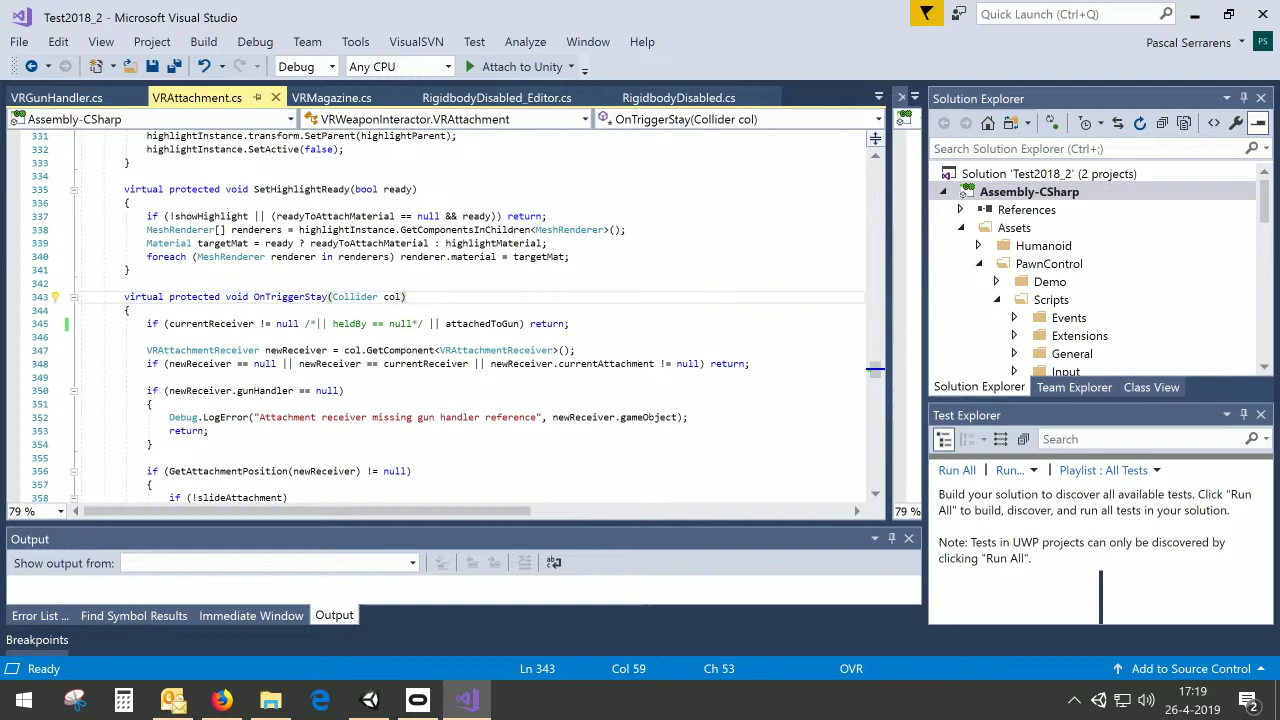 Test2018_2 - Microsoft Visual Studio
Quick Launch (Ctrl+Q)
File Edit View Project Build Debug Team Tools VisualSVN Test Analyze Window Help
Pascal Serrarens PS
Debug Any CPU Attach to Unity
VRGunHandler.cs VRAttachment.cs VRMagazine.cs RigidbodyDisabled_Editor.cs RigidbodyDisabled.cs
Assembly-CSharp VRWeaponInteractor.VRAttachment OnTriggerStay(Collider col)
331 highlightInstance.transform.SetParent(highlightParent);
332 highlightInstance.SetActive(false);
333 }
334
335 virtual protected void SetHighlightReady(bool ready)
336 {
337 if (!showHighlight || (readyToAttachMaterial == null && ready)) return;
338 MeshRenderer[] renderers = highlightInstance.GetComponentsInChildren<MeshRenderer>();
339 Material targetMat = ready ? readyToAttachMaterial : highlightMaterial;
340 foreach (MeshRenderer renderer in renderers) renderer.material = targetMat;
341 }
342
343 virtual protected void OnTriggerStay(Collider col)
344 {
345 if (currentReceiver != null /*|| heldBy == null*/ || attachedToGun) return;
346
347 VRAttachmentReceiver newReceiver = col.GetComponent<VRAttachmentReceiver>();
348 if (newReceiver == null || newReceiver == currentReceiver || newReceiver.currentAttachment != null) return;
349
350 if (newReceiver.gunHandler == null)
351 {
352 Debug.LogError("Attachment receiver missing gun handler reference", newReceiver.gameObject);
353 return;
354 }
355
356 if (GetAttachmentPosition(newReceiver) != null)
357 {
358 if (!slideAttachment)
79 %
79 %
Solution Explorer
Search Solution Explorer (Ctrl+;)
Solution 'Test2018_2' (2 projects)
Assembly-CSharp
References
Assets
Humanoid
PawnControl
Demo
Scripts
Events
Extensions
General
Input
Solution Explorer Team Explorer Class View
Test Explorer
Search
Run All Run... Playlist : All Tests
Build your solution to discover all available tests. Click "Run
All" to build, discover, and run all tests in your solution.
Note: Tests in UWP projects can only be discovered by
clicking "Run All".
Output
Show output from:
Error List ... Find Symbol Results Immediate Window Output
Breakpoints
Ready Ln 343 Col 59 Ch 53 OVR Add to Source Control
17:19
26-4-2019
2